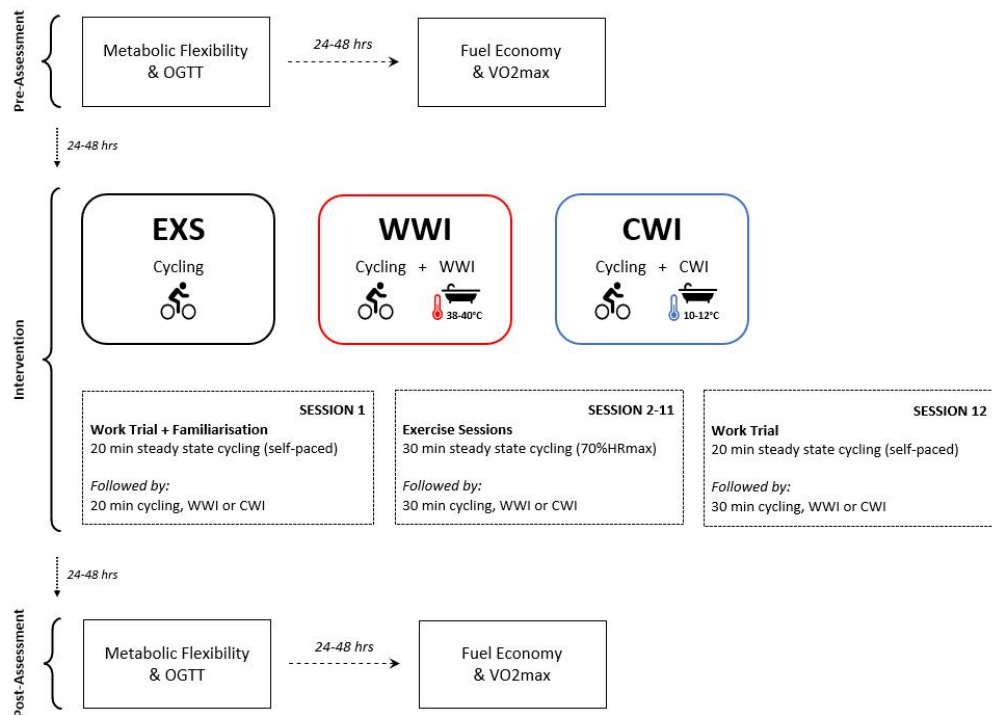 Pre-Assessment
Metabolic Flexibility
& OGTT
24-48 hrs
Fuel Economy
& VO2max
24-48 hrs
Intervention
EXS
Cycling
WWI
Cycling + WWI
38-40°C
CWI
Cycling + CWI
10-12°C
SESSION 1
Work Trial + Familiarisation
20 min steady state cycling (self-paced)
Followed by:
20 min cycling, WWI or CWI
SESSION 2-11
Exercise Sessions
30 min steady state cycling (70%HRmax)
Followed by:
30 min cycling, WWI or CWI
SESSION 12
Work Trial
20 min steady state cycling (self-paced)
Followed by:
30 min cycling, WWI or CWI
24-48 hrs
Post-Assessment
Metabolic Flexibility
& OGTT
24-48 hrs
Fuel Economy
& VO2max